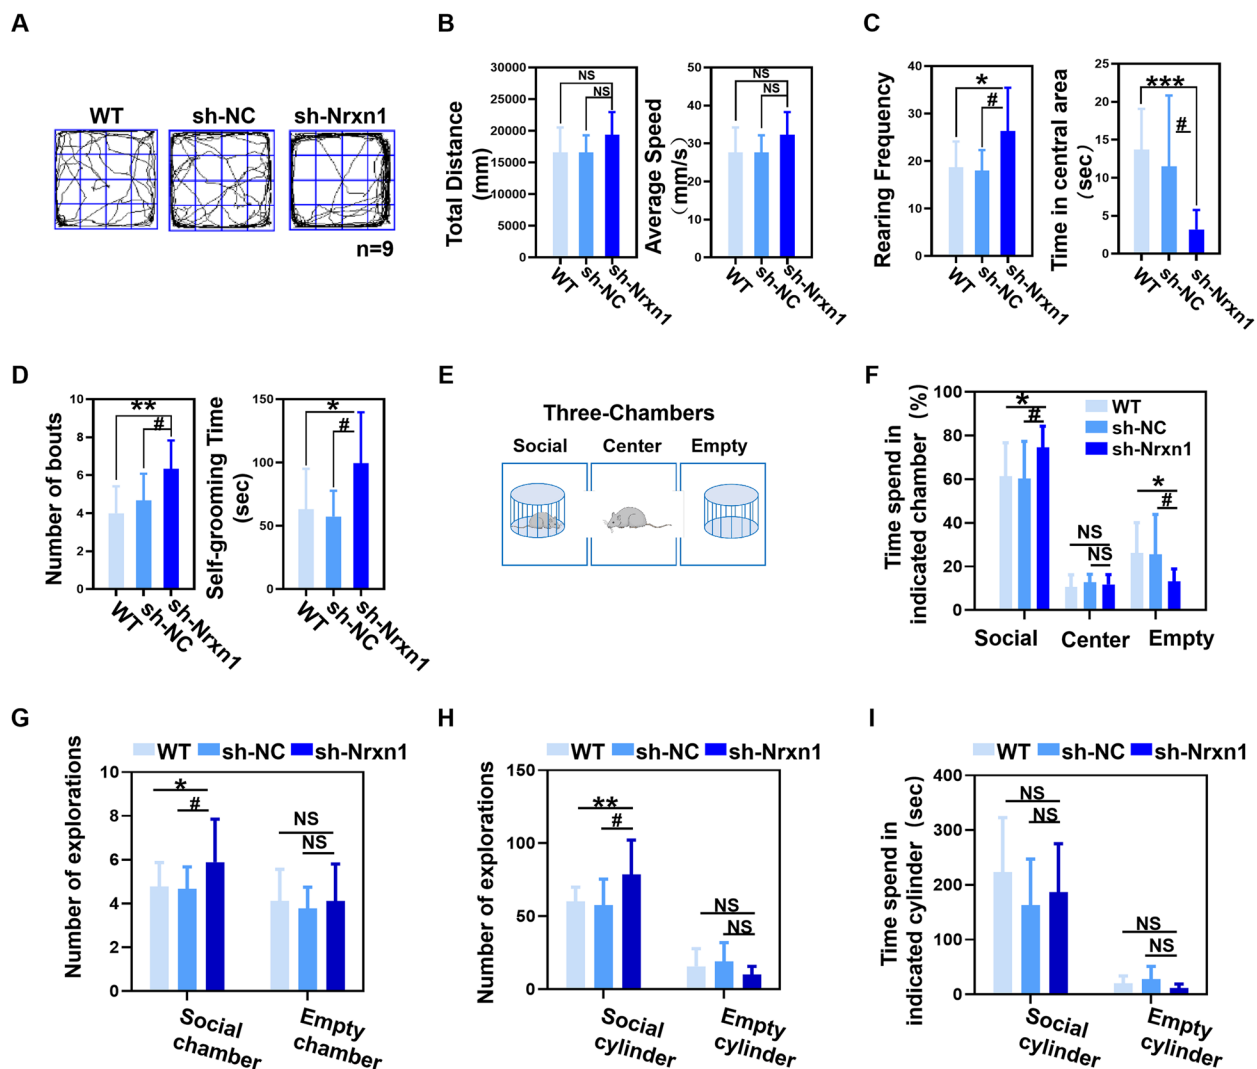 A
WT
sh-NC
sh-Nrxn1
n=9
B
Total Distance
(mm)
30000
25000
20000
15000
10000
5000
0
NS
NS
WT
sh-NC
sh-Nrxn1
Average Speed
(mm/s)
50
40
30
20
10
0
NS
NS
WT
sh-NC
sh-Nrxn1
C
Rearing Frequency
40
30
20
10
0
*
#
WT
sh-NC
sh-Nrxn1
Time in central area
(sec)
25
20
15
10
5
0
***
#
WT
sh-NC
sh-Nrxn1
D
Number of bouts
10
8
6
4
2
0
**
#
WT
sh-NC
sh-Nrxn1
Self-grooming Time
(sec)
150
100
50
0
*
#
WT
sh-NC
sh-Nrxn1
E
Three-Chambers
Social
Center
Empty
F
Time spend in
indicated chamber (%)
100
80
60
40
20
0
WT
sh-NC
sh-Nrxn1
*
#
NS
NS
*
#
Social
Center
Empty
G
WT
sh-NC
sh-Nrxn1
Number of explorations
10
8
6
4
2
0
*
#
NS
NS
Social
chamber
Empty
chamber
H
WT
sh-NC
sh-Nrxn1
Number of explorations
150
100
50
0
**
#
NS
NS
Social
cylinder
Empty
cylinder
I
WT
sh-NC
sh-Nrxn1
Time spend in
indicated cylinder (sec)
400
300
200
100
0
NS
NS
NS
NS
Social
cylinder
Empty
cylinder